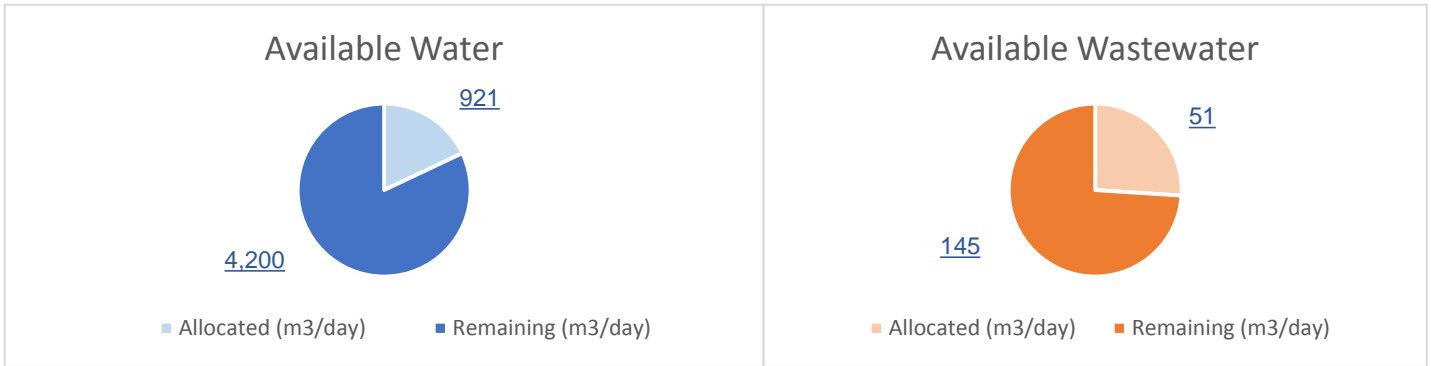 Available Water
921
4,200
Allocated (m3/day)
Remaining (m3/day)
Available Wastewater
51
145
Allocated (m3/day)
Remaining (m3/day)